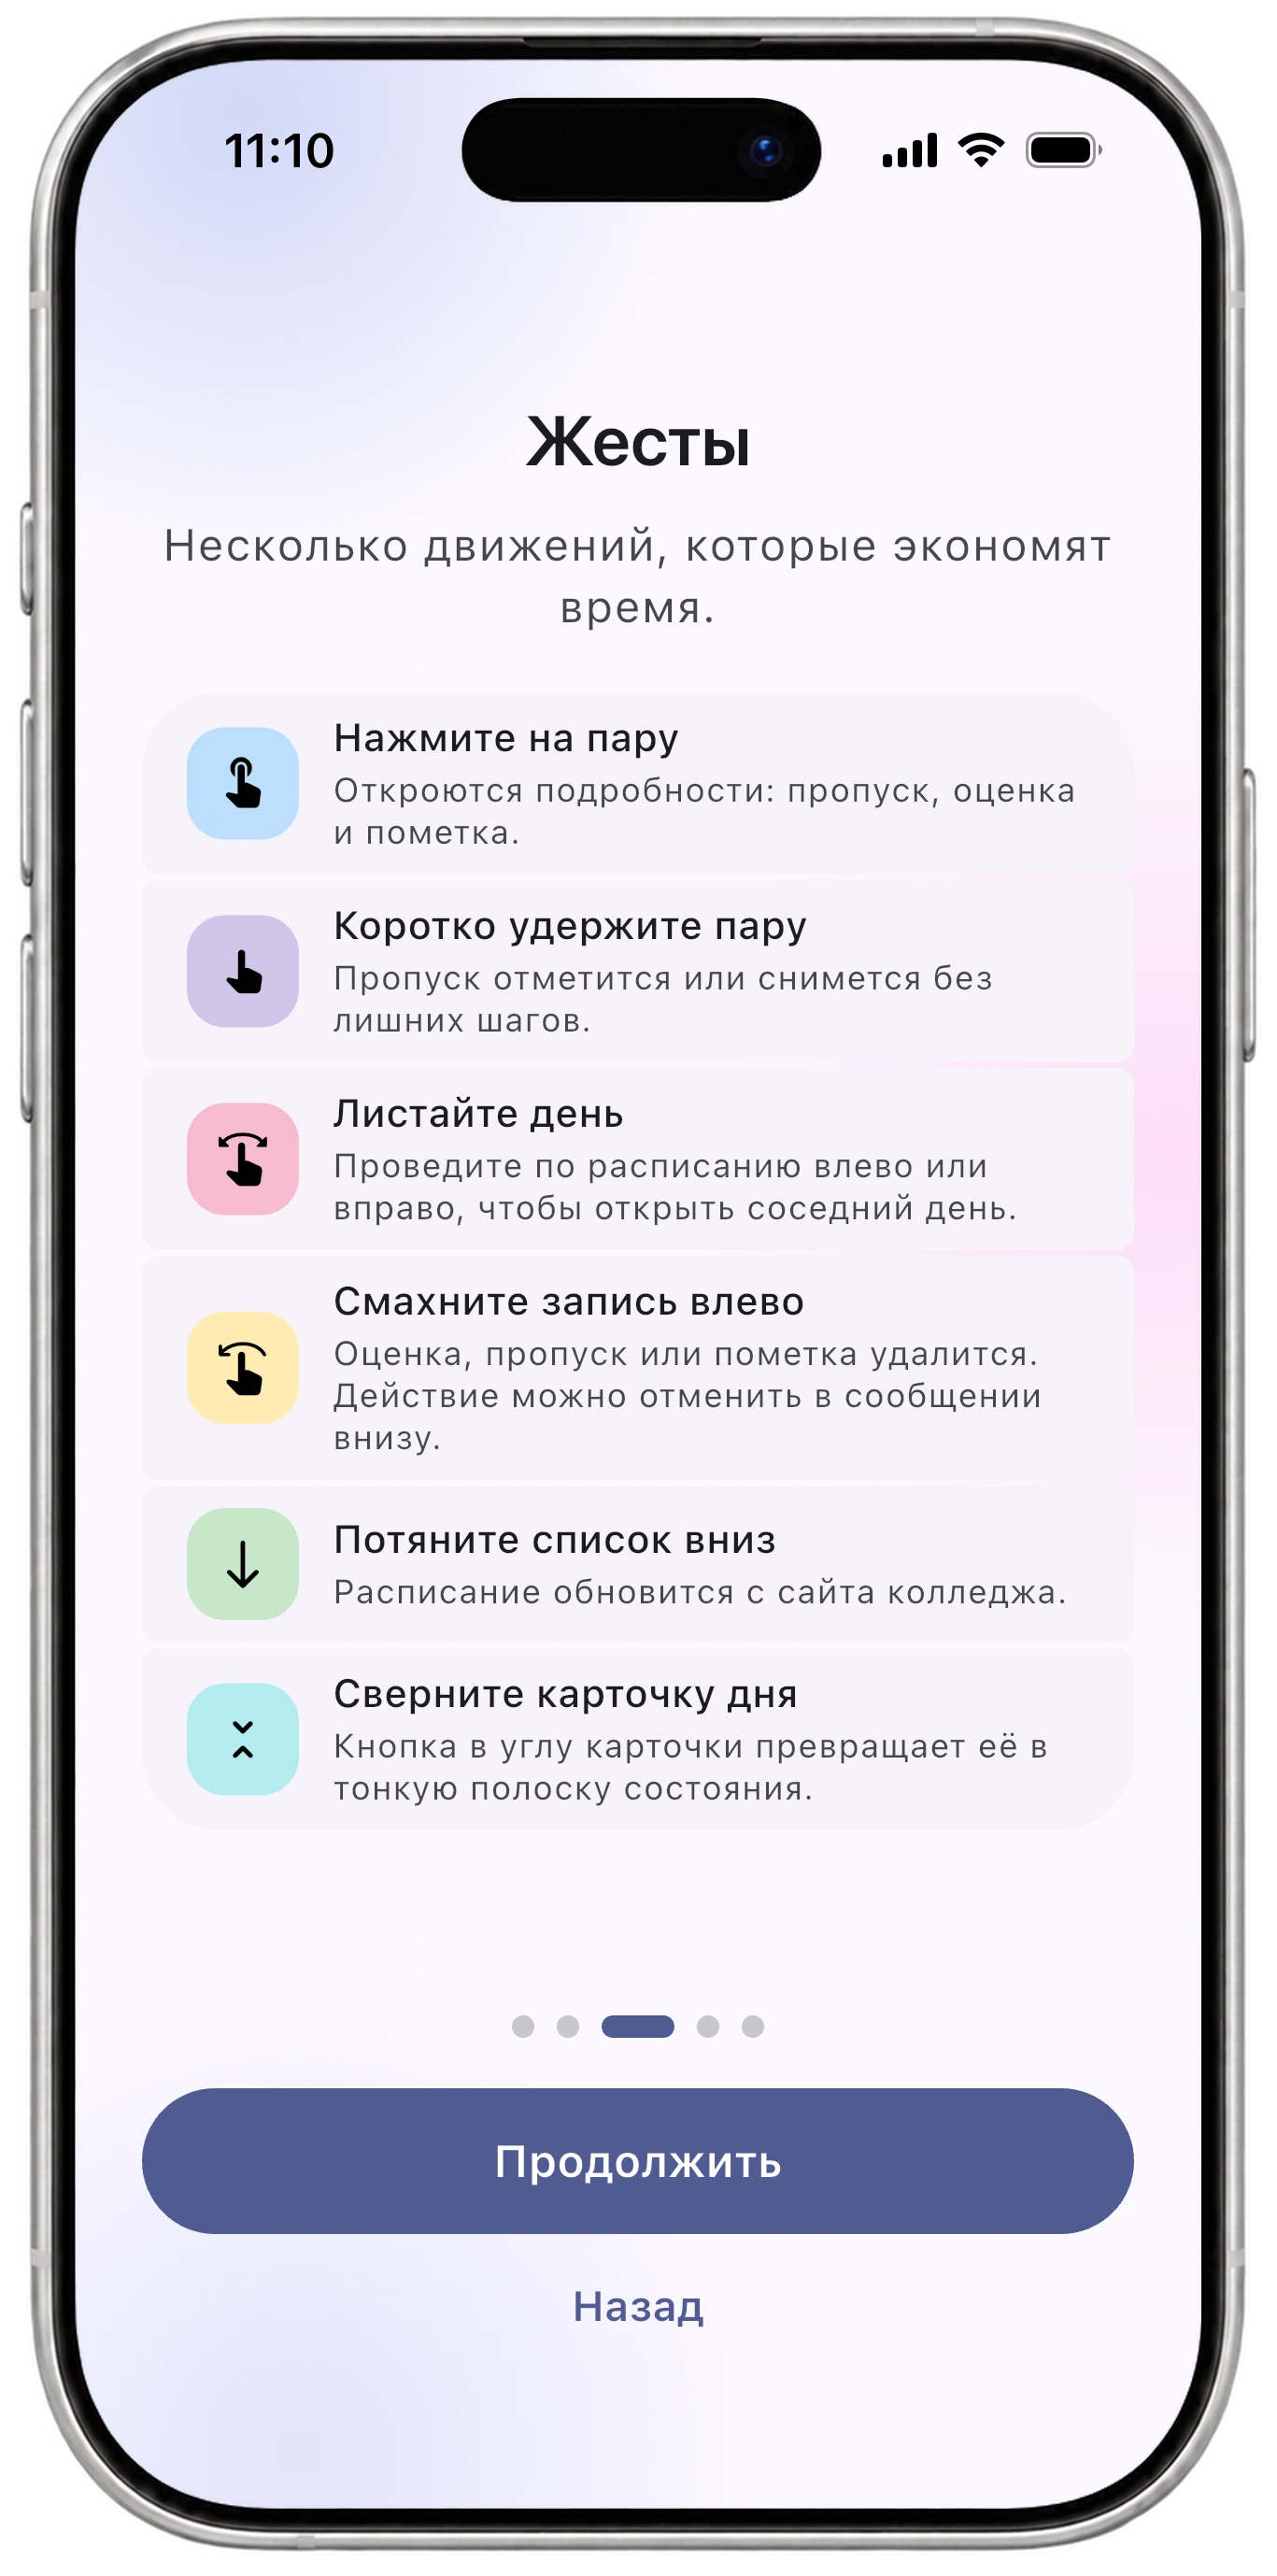 11:10
Жесты
Несколько движений, которые экономят
время.
Нажмите на пару
Откроются подробности: пропуск, оценка
и пометка.
Коротко удержите пару
Пропуск отметится или снимется без
лишних шагов.
Листайте день
Проведите по расписанию влево или
вправо, чтобы открыть соседний день.
Смахните запись влево
Оценка, пропуск или пометка удалится.
Действие можно отменить в сообщении
внизу.
Потяните список вниз
Расписание обновится с сайта колледжа.
Сверните карточку дня
Кнопка в углу карточки превращает её в
тонкую полоску состояния.
Продолжить
Назад